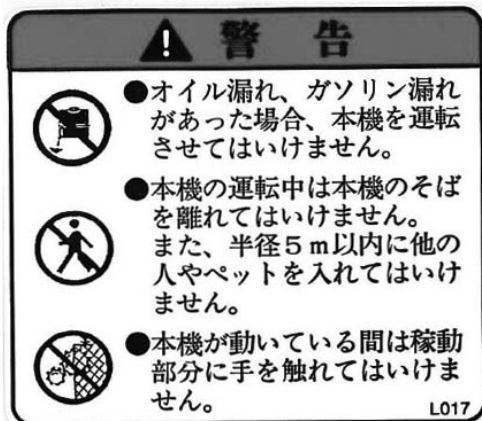 警告
●オイル漏れ、ガソリン漏れ
があった場合、本機を運転
させてはいけません。
●本機の運転中は本機のそば
を離れてはいけません。
また、半径5m以内に他の
人やペットを入れてはいけ
ません。
●本機が動いている間は稼動
部分に手を触れてはいけま
せん。
L017